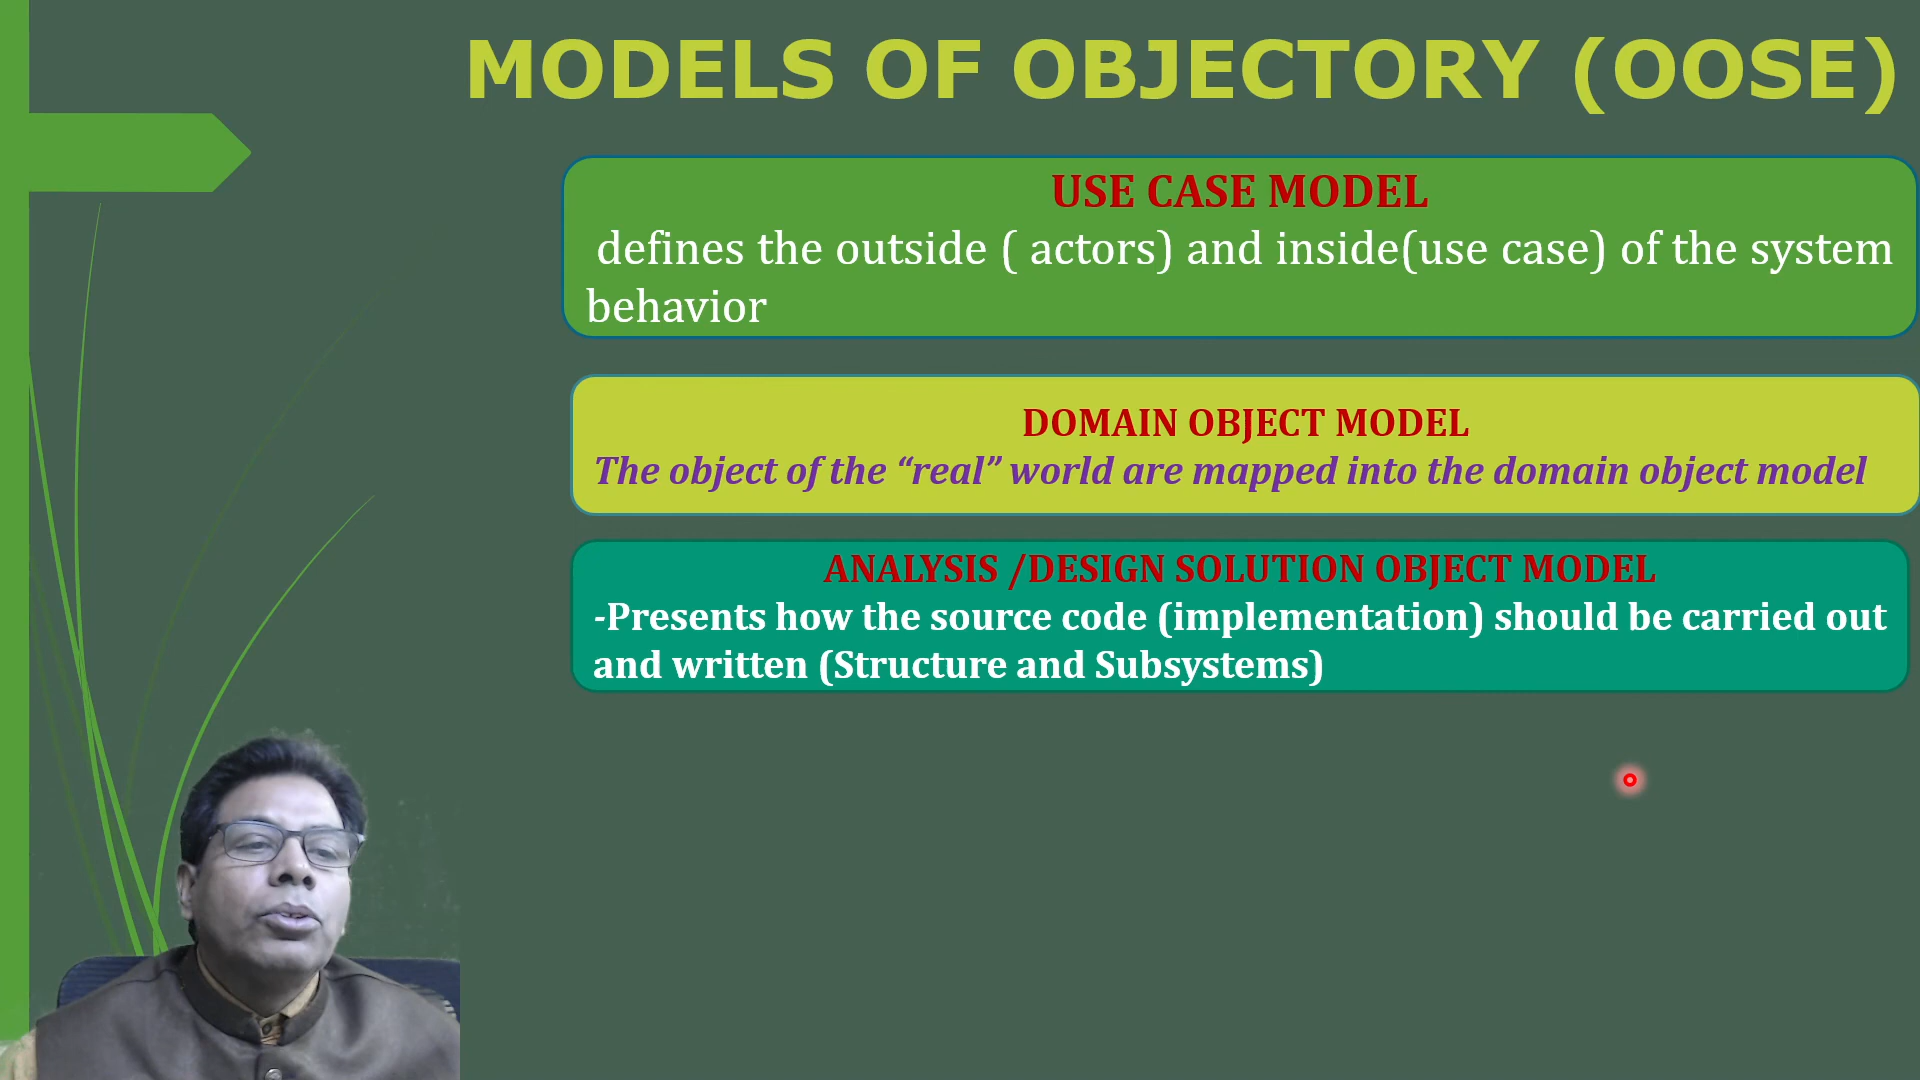 MODELS OF OBJECTORY (OOSE)
USE CASE MODEL
defines the outside ( actors) and inside(use case) of the system
behavior
DOMAIN OBJECT MODEL
The object of the “real” world are mapped into the domain object model
ANALYSIS /DESIGN SOLUTION OBJECT MODEL
-Presents how the source code (implementation) should be carried out
and written (Structure and Subsystems)